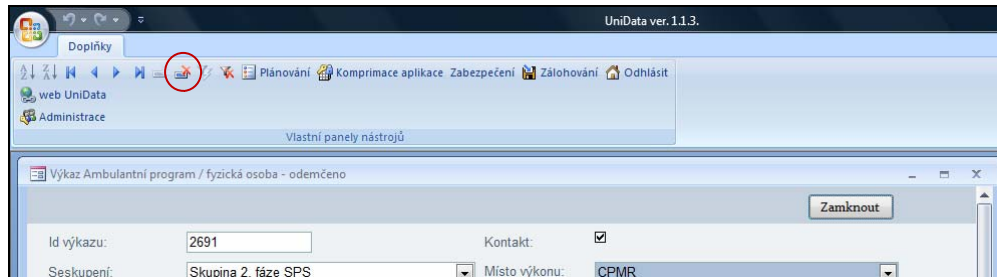 UniData ver. 1.1.3.
Doplňky
Plánování Komprimace aplikace Zabezpečení Zálohování Odhlásit
web UniData
Administrace
Vlastní panely nástrojů
Výkaz Ambulantní program / fyzická osoba - odemčeno
Zamknout
Id výkazu: 2691 Kontakt:
Seskupení: Skupina 2. fáze SPS Místo výkonu: CPMR